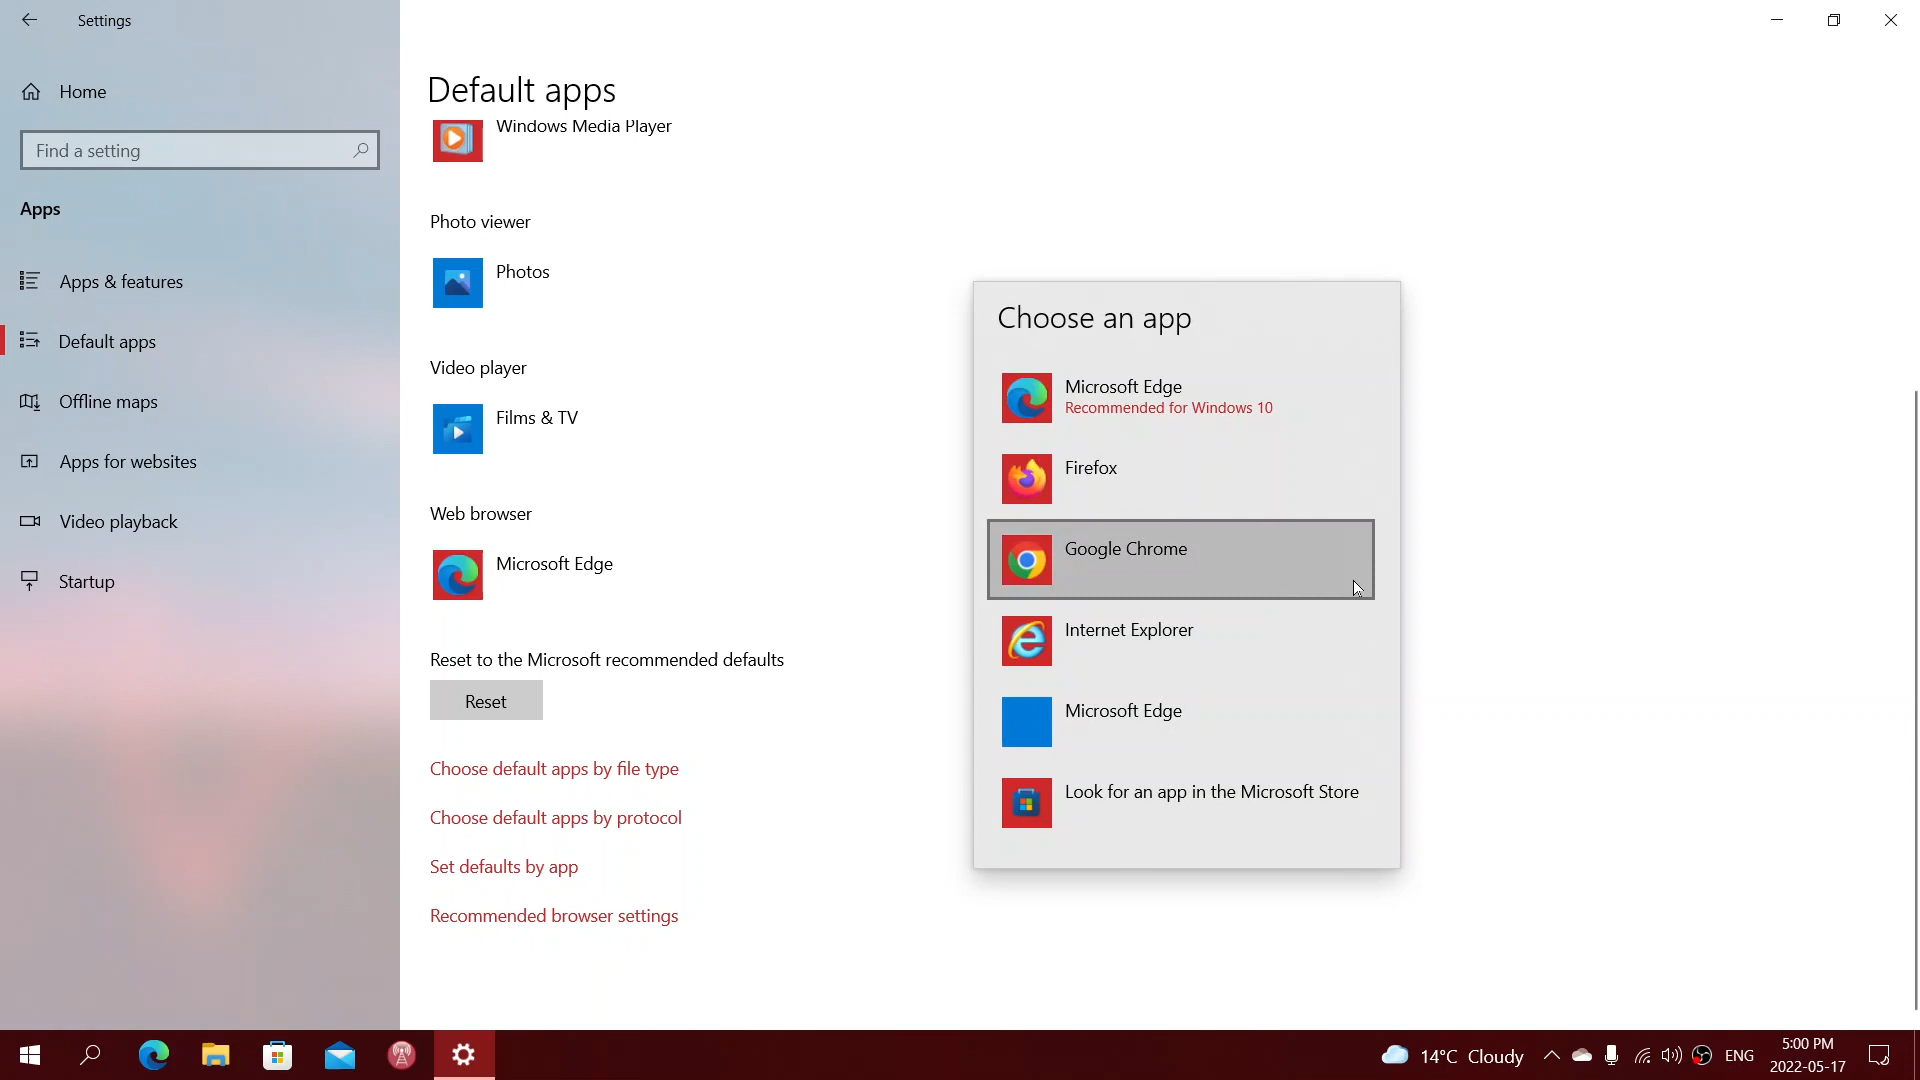 Settings
Home
Find a setting
Apps
Apps & features
Default apps
Offline maps
Apps for websites
Video playback
Startup
Default apps
Windows Media Player
Photo viewer
Photos
Video player
Films & TV
Web browser
Microsoft Edge
Reset to the Microsoft recommended defaults
Reset
Choose default apps by file type
Choose default apps by protocol
Set defaults by app
Recommended browser settings
Choose an app
Microsoft Edge
Recommended for Windows 10
Firefox
Google Chrome
Internet Explorer
Microsoft Edge
Look for an app in the Microsoft Store
14°C Cloudy
ENG
5:00 PM
2022-05-17